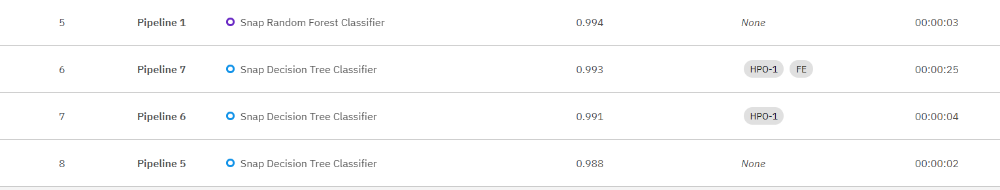 5 Pipeline 1 Snap Random Forest Classifier 0.994 None 00:00:03
6 Pipeline 7 Snap Decision Tree Classifier 0.993 HPO-1 FE 00:00:25
7 Pipeline 6 Snap Decision Tree Classifier 0.991 HPO-1 00:00:04
8 Pipeline 5 Snap Decision Tree Classifier 0.988 None 00:00:02